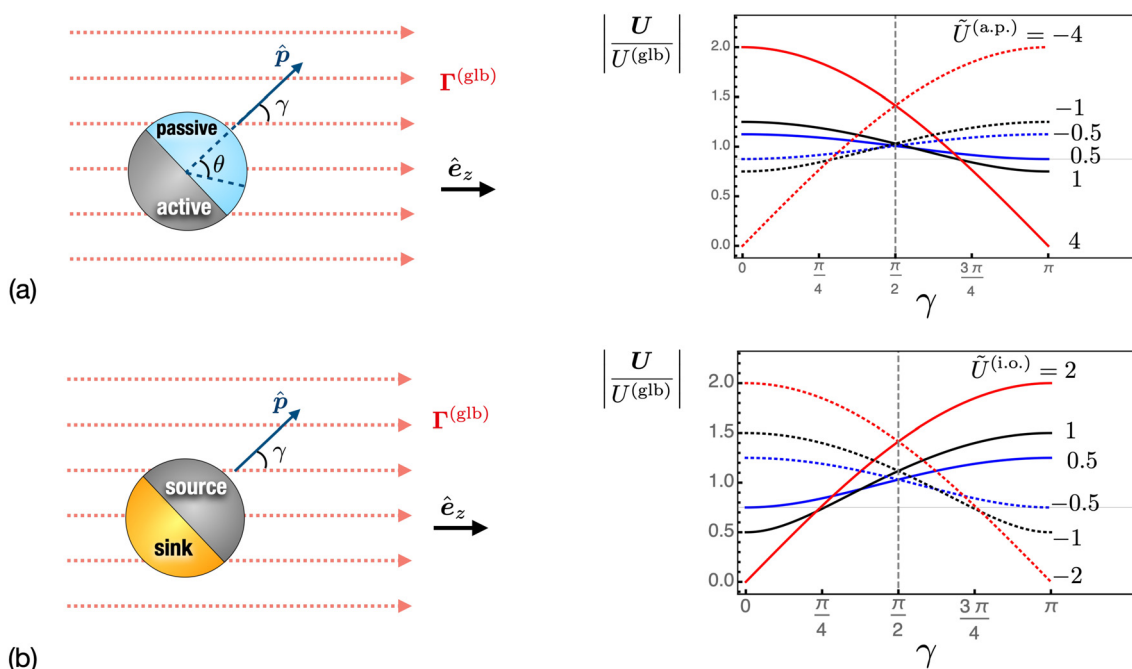 p̂
Γ(glb)
γ
passive
θ
active
ê_z
(a)
|U / U(glb)|
Ũ(a.p.) = −4
2.0
1.5
1.0
0.5
0.0
−1
−0.5
0.5
1
4
0 π/4 π/2 3π/4 π
γ
p̂
Γ(glb)
γ
source
sink
ê_z
(b)
|U / U(glb)|
Ũ(i.o.) = 2
2.0
1.5
1.0
0.5
0.0
1
0.5
−0.5
−1
−2
0 π/4 π/2 3π/4 π
γ